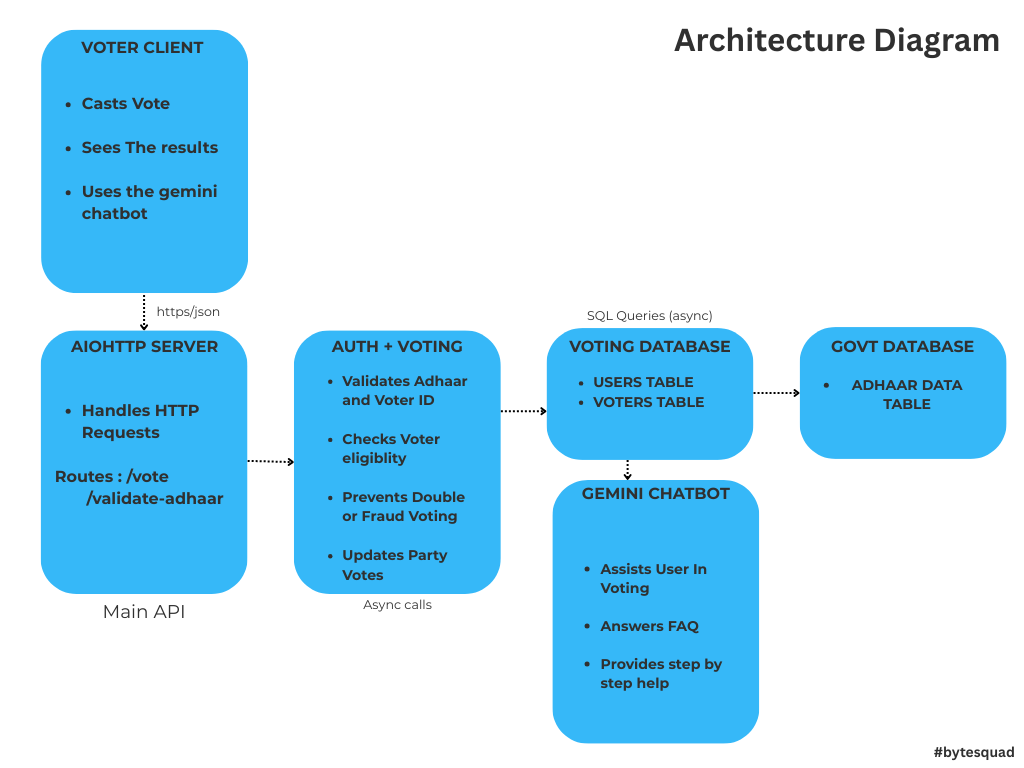 Architecture Diagram
VOTER CLIENT
• Casts Vote
• Sees The results
• Uses the gemini
chatbot
https/json
AIOHTTP SERVER
• Handles HTTP
Requests
Routes : /vote
/validate-adhaar
Main API
AUTH + VOTING
• Validates Adhaar
and Voter ID
• Checks Voter
eligiblity
• Prevents Double
or Fraud Voting
• Updates Party
Votes
Async calls
SQL Queries (async)
VOTING DATABASE
• USERS TABLE
• VOTERS TABLE
GOVT DATABASE
• ADHAAR DATA
TABLE
GEMINI CHATBOT
• Assists User In
Voting
• Answers FAQ
• Provides step by
step help
#bytesquad